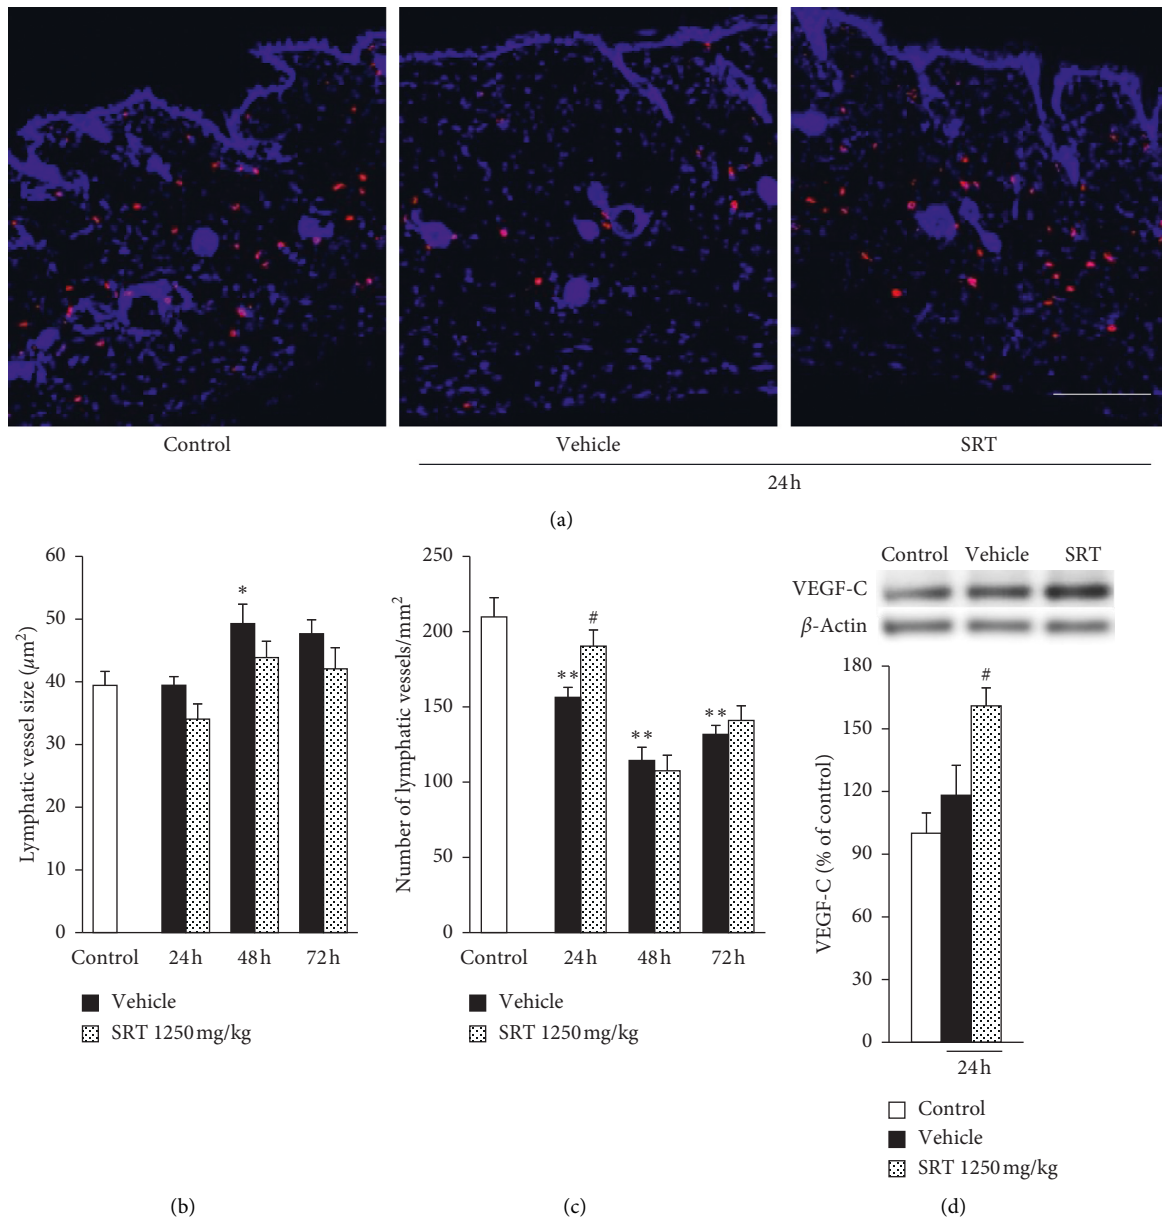 Control
Vehicle
SRT
24 h
(a)
Lymphatic vessel size (μm²)
60
50
40
30
20
10
0
*
Control
24 h
48 h
72 h
Vehicle
SRT 1250 mg/kg
(b)
Number of lymphatic vessels/mm²
250
200
150
100
50
0
**
#
**
**
Control
24 h
48 h
72 h
Vehicle
SRT 1250 mg/kg
(c)
Control Vehicle SRT
VEGF-C
β-Actin
VEGF-C (% of control)
180
150
120
90
60
30
0
#
24 h
Control
Vehicle
SRT 1250 mg/kg
(d)